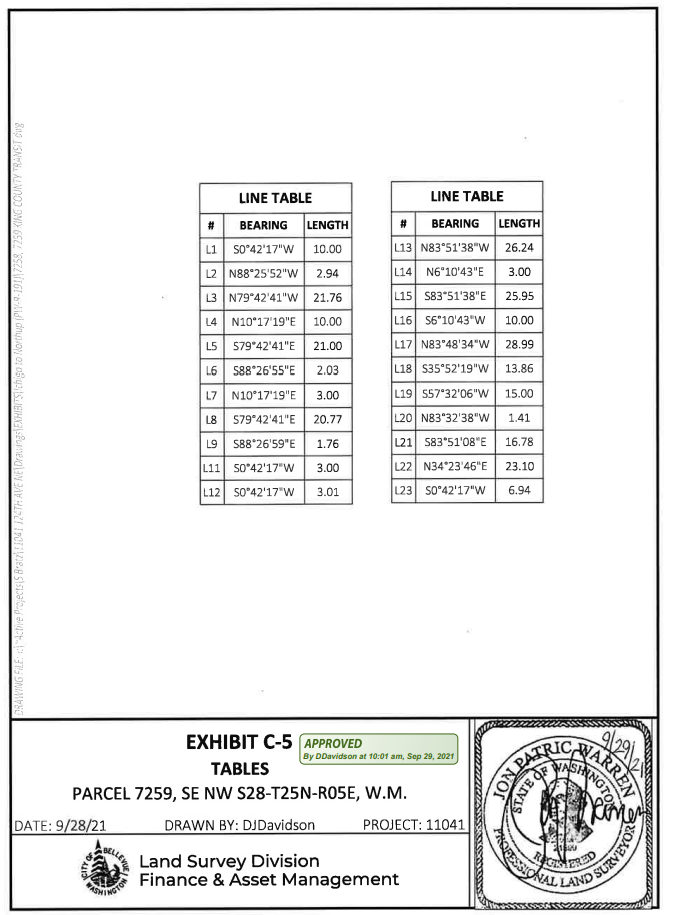 LINE TABLE
# BEARING LENGTH
L1 S0°42'17"W 10.00
L2 N88°25'52"W 2.94
L3 N79°42'41"W 21.76
L4 N10°17'19"E 10.00
L5 S79°42'41"E 21.00
L6 S88°26'55"E 2.03
L7 N10°17'19"E 3.00
L8 S79°42'41"E 20.77
L9 S88°26'59"E 1.76
L11 S0°42'17"W 3.00
L12 S0°42'17"W 3.01
LINE TABLE
# BEARING LENGTH
L13 N83°51'38"W 26.24
L14 N6°10'43"E 3.00
L15 S83°51'38"E 25.95
L16 S6°10'43"W 10.00
L17 N83°48'34"W 28.99
L18 S35°52'19"W 13.86
L19 S57°32'06"W 15.00
L20 N83°32'38"W 1.41
L21 S83°51'08"E 16.78
L22 N34°23'46"E 23.10
L23 S0°42'17"W 6.94
EXHIBIT C-5
APPROVED
By DDavidson at 10:01 am, Sep 29, 2021
TABLES
PARCEL 7259, SE NW S28-T25N-R05E, W.M.
DATE: 9/28/21 DRAWN BY: DJDavidson PROJECT: 11041
CITY OF BELLEVUE
WASHINGTON
Land Survey Division
Finance & Asset Management
9/29/21
JON PATRIC WARREN
STATE OF WASHINGTON
REGISTERED
PROFESSIONAL LAND SURVEYOR